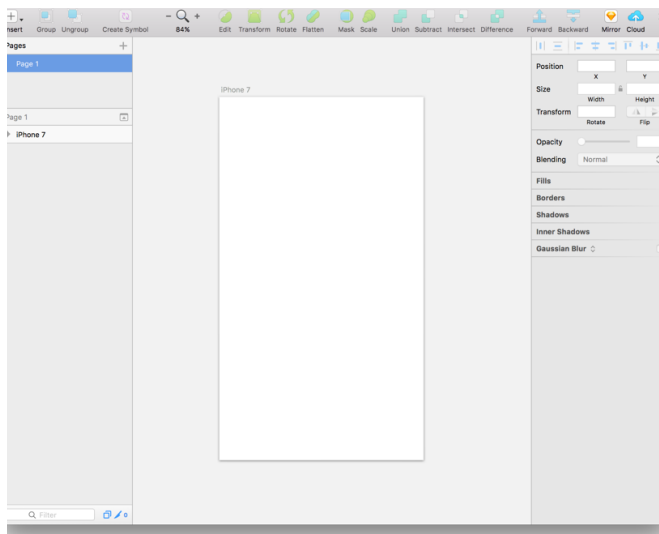 nsert Group Ungroup Create Symbol 84% Edit Transform Rotate Flatten Mask Scale Union Subtract Intersect Difference Forward Backward Mirror Cloud
Pages
Page 1
Page 1
iPhone 7
Filter
0
iPhone 7
Position
X Y
Size
Width Height
Transform
Rotate Flip
Opacity
Blending Normal
Fills
Borders
Shadows
Inner Shadows
Gaussian Blur